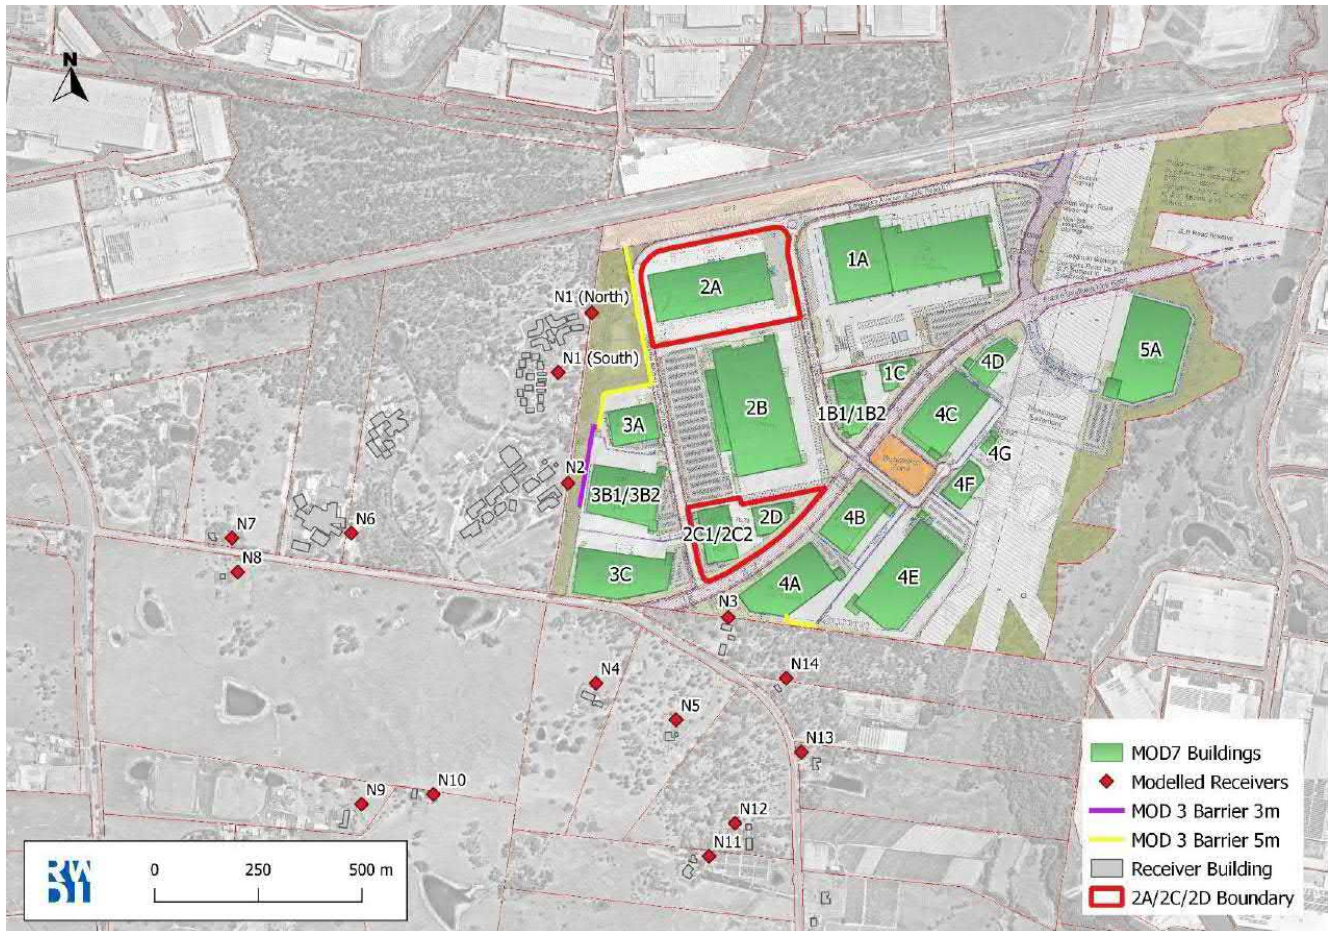 N
N1 (North)
N1 (South)
2A
1A
5A
4D
1C
2B
1B1/1B2
4C
3A
4G
4F
N2
3B1/3B2
2D
2C1/2C2
4B
N7
N6
N8
3C
4A
4E
N3
N4
N14
N5
N13
N9
N10
N12
N11
MOD7 Buildings
Modelled Receivers
MOD 3 Barrier 3m
MOD 3 Barrier 5m
Receiver Building
2A/2C/2D Boundary
RW
DI
0 250 500 m